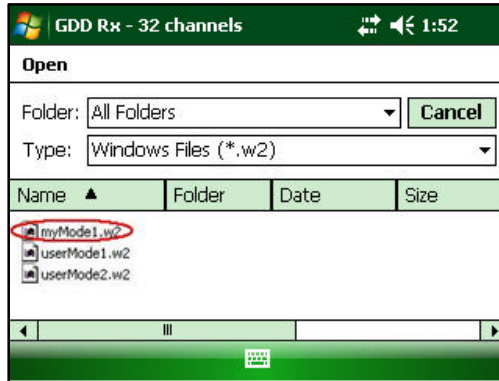 GDD Rx - 32 channels 1:52
Open
Folder: All Folders Cancel
Type: Windows Files (*.w2)
Name Folder Date Size
myMode1.w2
userMode1.w2
userMode2.w2